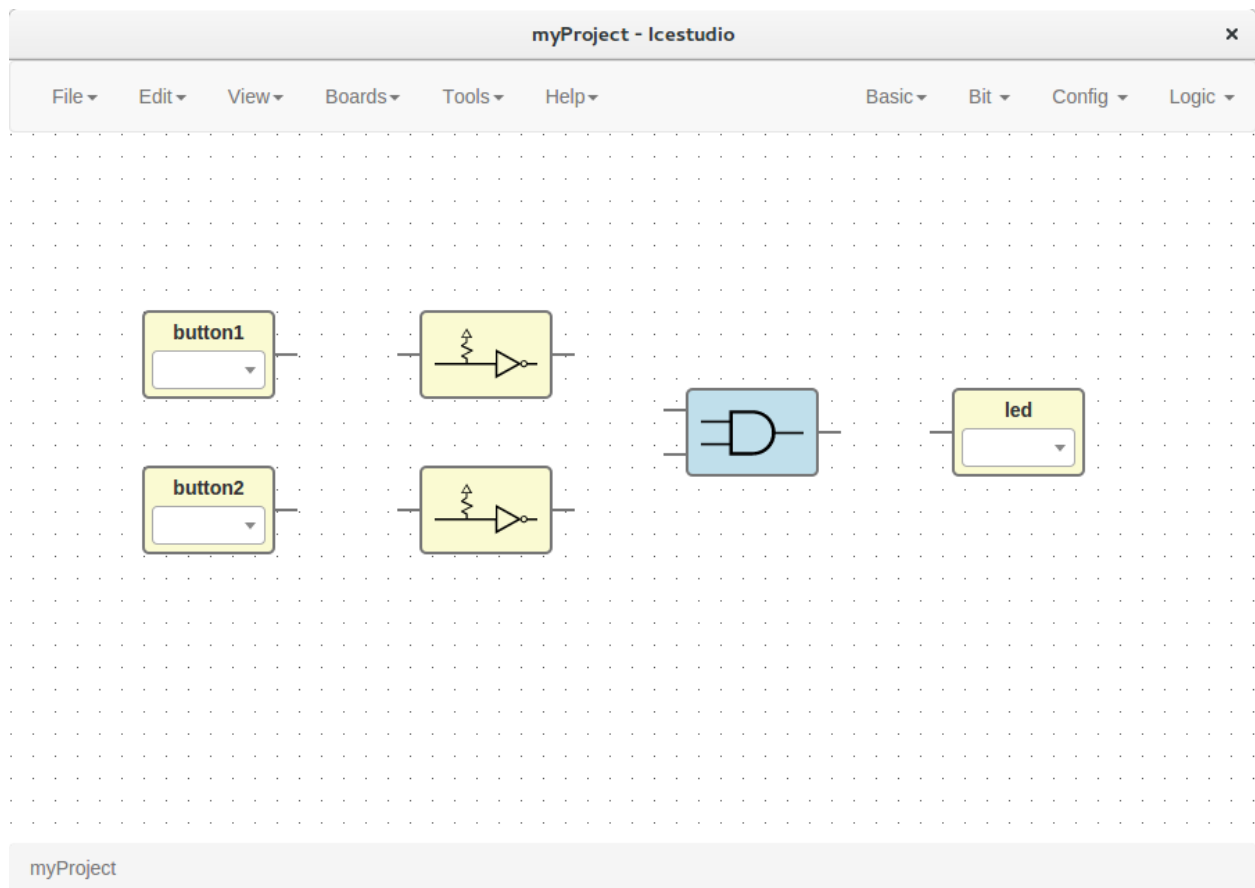 myProject - Icestudio
File Edit View Boards Tools Help Basic Bit Config Logic
button1
led
button2
myProject